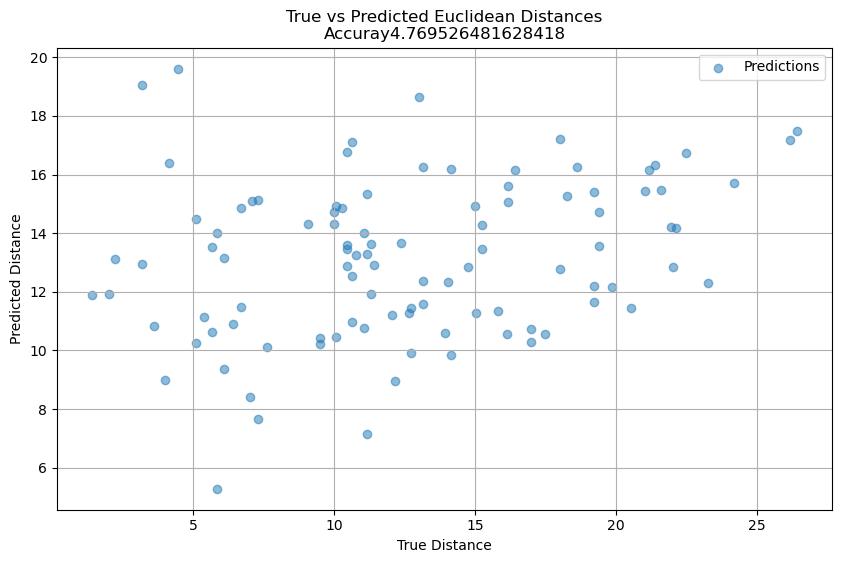 True vs Predicted Euclidean Distances
Accuray4.769526481628418
Predictions
20
18
16
14
12
10
8
6
Predicted Distance
5 10 15 20 25
True Distance